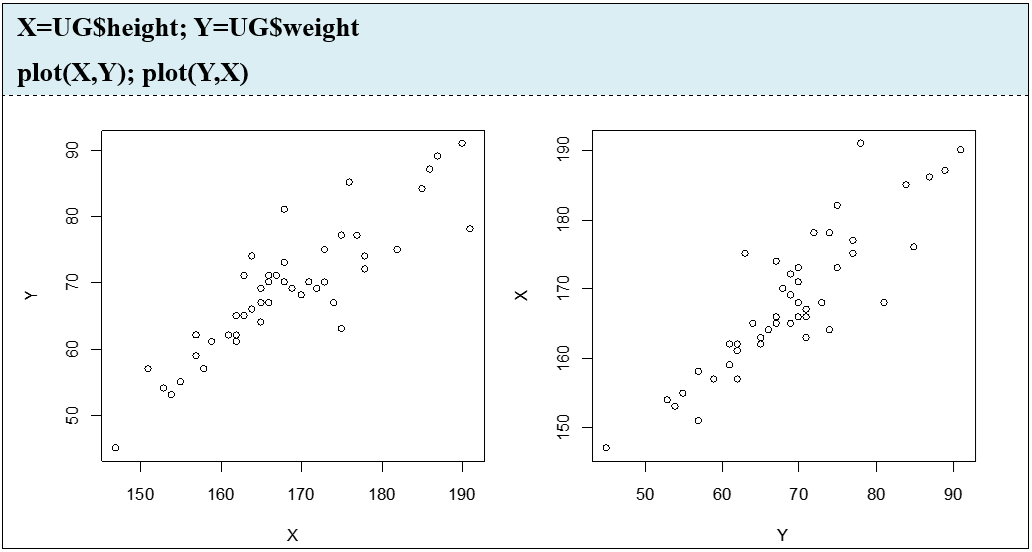 X=UG$height; Y=UG$weight
plot(X,Y); plot(Y,X)
90
80
70
60
50
Y
150 160 170 180 190
X
190
180
170
160
150
X
50 60 70 80 90
Y